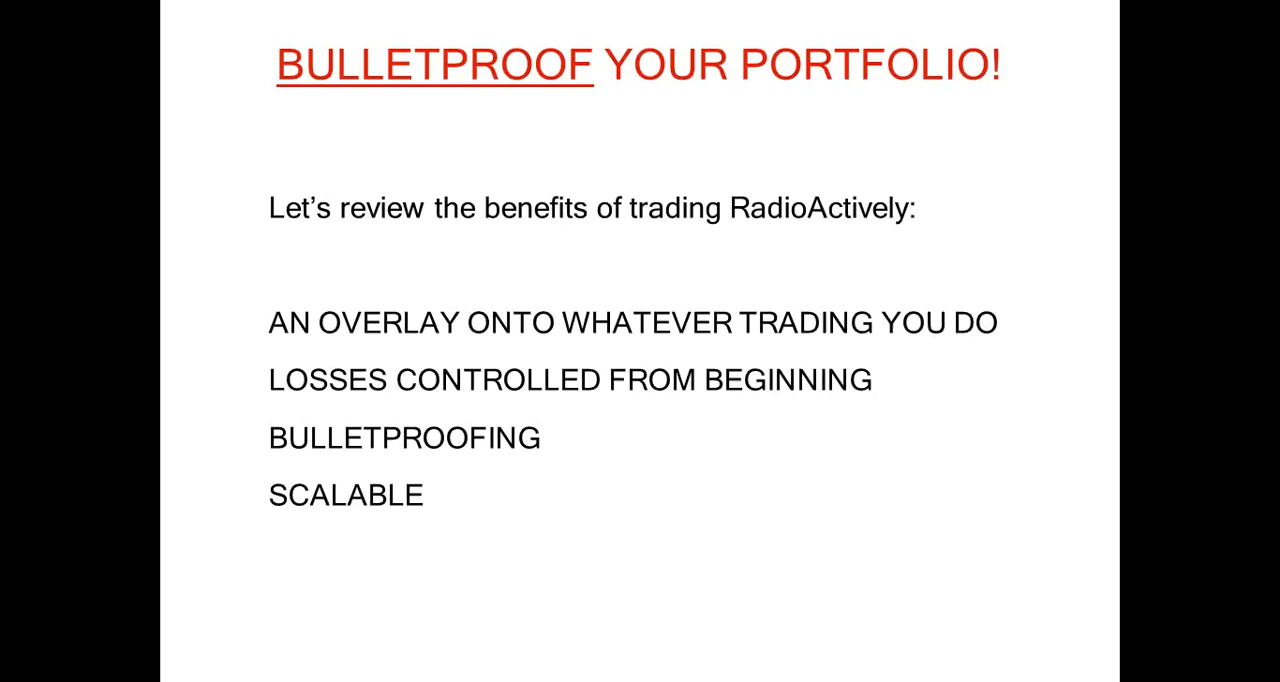 BULLETPROOF YOUR PORTFOLIO!
Let’s review the benefits of trading RadioActively:
AN OVERLAY ONTO WHATEVER TRADING YOU DO
LOSSES CONTROLLED FROM BEGINNING
BULLETPROOFING
SCALABLE